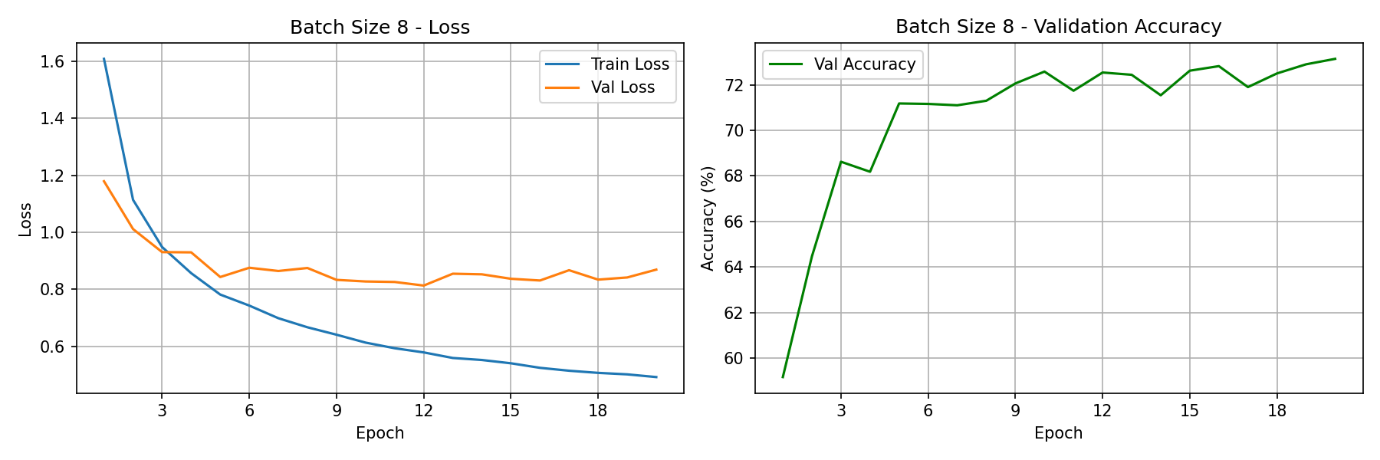 Batch Size 8 - Loss
Loss
1.6
1.4
1.2
1.0
0.8
0.6
Train Loss
Val Loss
3 6 9 12 15 18
Epoch
Batch Size 8 - Validation Accuracy
Accuracy (%)
72
70
68
66
64
62
60
Val Accuracy
3 6 9 12 15 18
Epoch